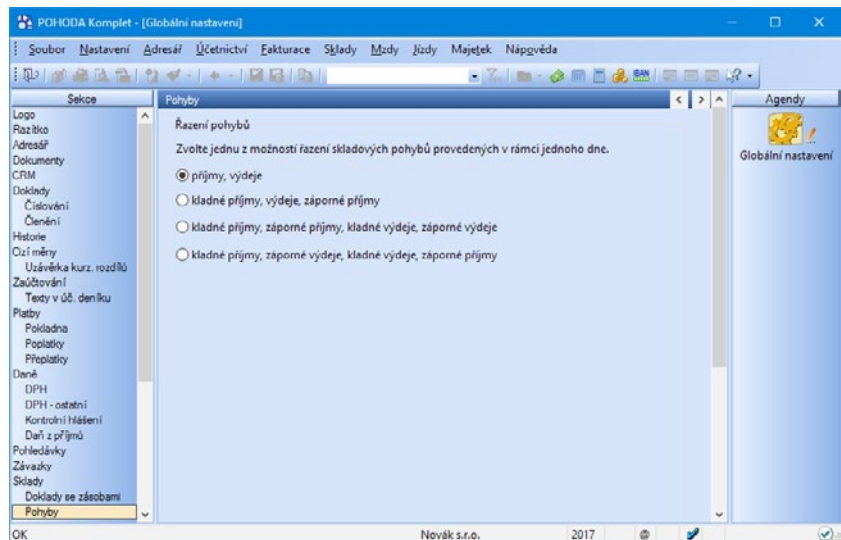 POHODA Komplet - [Globální nastavení]
Soubor Nastavení Adresář Účetnictví Fakturace Sklady Mzdy Jízdy Majetek Nápověda
IBAN
Sekce
Logo
Razítko
Adresář
Dokumenty
CRM
Doklady
Číslování
Členění
Historie
Cizí měny
Uzávěrka kurz. rozdílů
Zaúčtování
Texty v úč. deníku
Platby
Pokladna
Poplatky
Přeplatky
Daně
DPH
DPH - ostatní
Kontrolní hlášení
Daň z příjmů
Pohledávky
Závazky
Sklady
Doklady se zásobami
Pohyby
Pohyby
Řazení pohybů
Zvolte jednu z možností řazení skladových pohybů provedených v rámci jednoho dne.
příjmy, výdeje
kladné příjmy, výdeje, záporné příjmy
kladné příjmy, záporné příjmy, kladné výdeje, záporné výdeje
kladné příjmy, záporné výdeje, kladné výdeje, záporné příjmy
Agendy
Globální nastavení
OK
Novák s.r.o.
2017
@